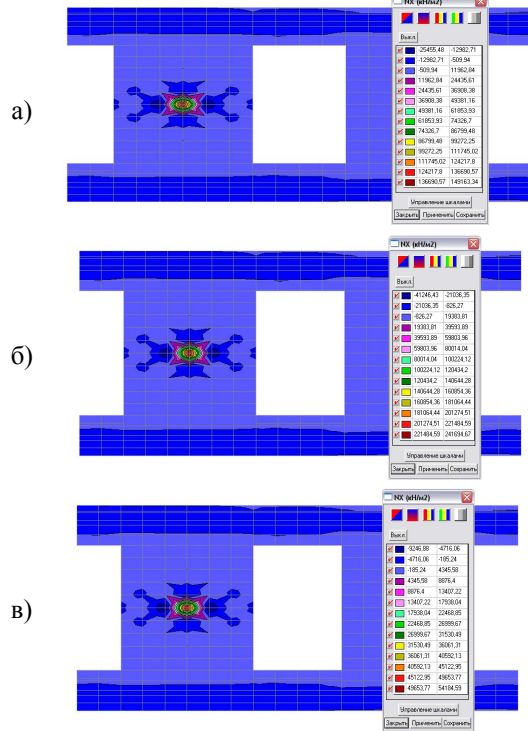 а)
NX (кН/м2)
Выкл.
-25455,48 -12982,71
-12982,71 -509,94
-509,94 11962,84
11962,84 24435,61
24435,61 36908,38
36908,38 49381,16
49381,16 61853,93
61853,93 74326,7
74326,7 86799,48
86799,48 99272,25
99272,25 111745,02
111745,02 124217,8
124217,8 136690,57
136690,57 149163,34
Управление шкалами
Закрыть Применить Сохранить
б)
NX (кН/м2)
Выкл.
-41246,43 -21036,35
-21036,35 -826,27
-826,27 19383,81
19383,81 39593,89
39593,89 59803,96
59803,96 80014,04
80014,04 100224,12
100224,12 120434,2
120434,2 140644,28
140644,28 160854,36
160854,36 181064,44
181064,44 201274,51
201274,51 221484,59
221484,59 241694,67
Управление шкалами
Закрыть Применить Сохранить
в)
NX (кН/м2)
Выкл.
-9246,88 -4716,06
-4716,06 -185,24
-185,24 4345,58
4345,58 8876,4
8876,4 13407,22
13407,22 17938,04
17938,04 22468,85
22468,85 26999,67
26999,67 31530,49
31530,49 36061,31
36061,31 40592,13
40592,13 45122,95
45122,95 49653,77
49653,77 54184,59
Управление шкалами
Закрыть Применить Сохранить